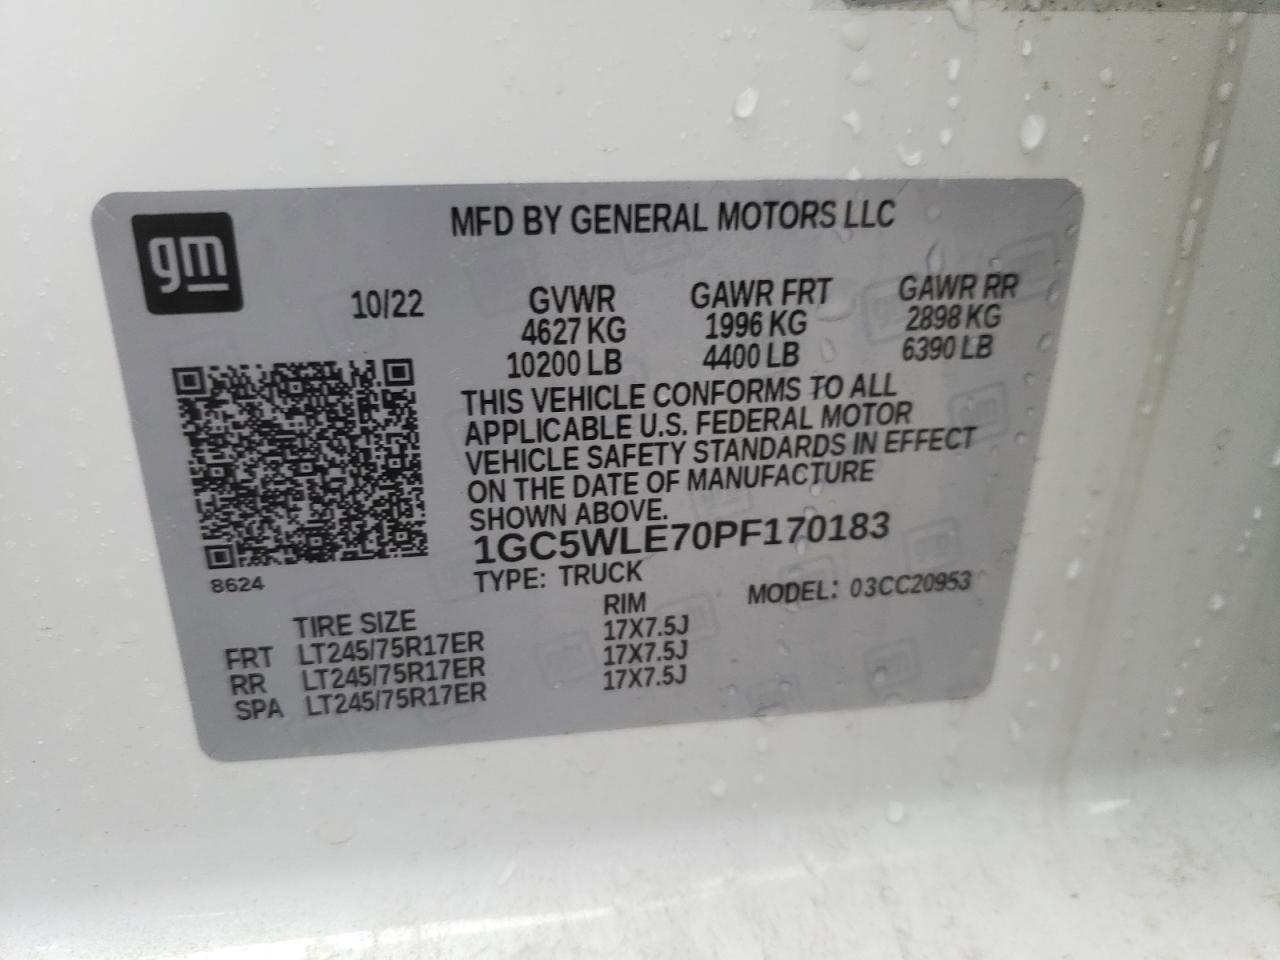 gm
MFD BY GENERAL MOTORS LLC
10/22 GVWR GAWR FRT GAWR RR
4627 KG 1996 KG 2898 KG
10200 LB 4400 LB 6390 LB
THIS VEHICLE CONFORMS TO ALL
APPLICABLE U.S. FEDERAL MOTOR
VEHICLE SAFETY STANDARDS IN EFFECT
ON THE DATE OF MANUFACTURE
SHOWN ABOVE.
1GC5WLE70PF170183
8624
TYPE: TRUCK MODEL: 03CC20953
TIRE SIZE RIM
FRT LT245/75R17ER 17X7.5J
RR LT245/75R17ER 17X7.5J
SPA LT245/75R17ER 17X7.5J